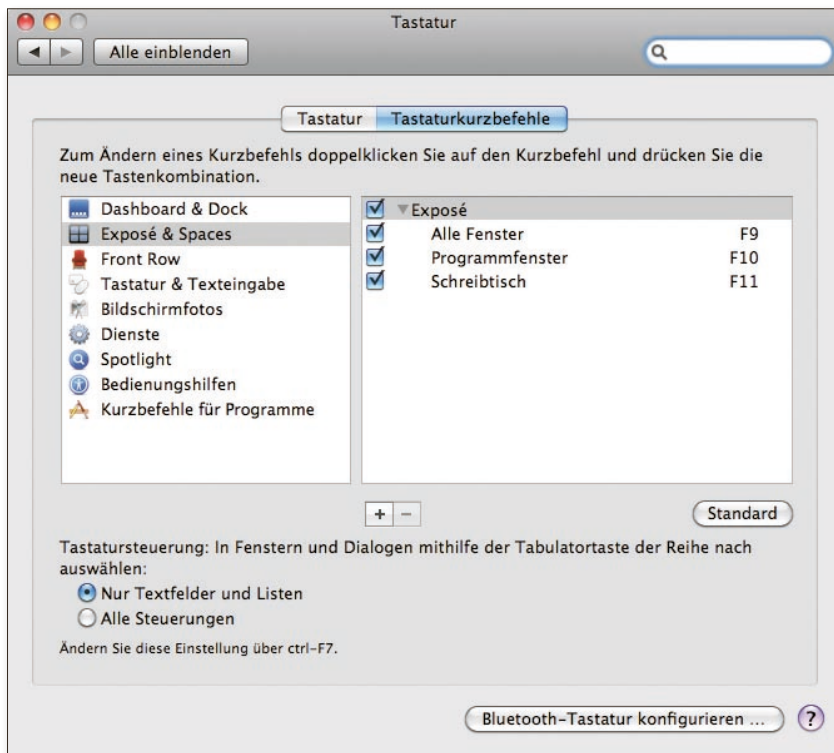 Tastatur
Alle einblenden
Tastatur Tastaturkurzbefehle
Zum Ändern eines Kurzbefehls doppelklicken Sie auf den Kurzbefehl und drücken Sie die
neue Tastenkombination.
Dashboard & Dock
Exposé & Spaces
Front Row
Tastatur & Texteingabe
Bildschirmfotos
Dienste
Spotlight
Bedienungshilfen
Kurzbefehle für Programme
Exposé
Alle Fenster F9
Programmfenster F10
Schreibtisch F11
+ −
Standard
Tastatursteuerung: In Fenstern und Dialogen mithilfe der Tabulatortaste der Reihe nach
auswählen:
Nur Textfelder und Listen
Alle Steuerungen
Ändern Sie diese Einstellung über ctrl-F7.
Bluetooth-Tastatur konfigurieren ... ?